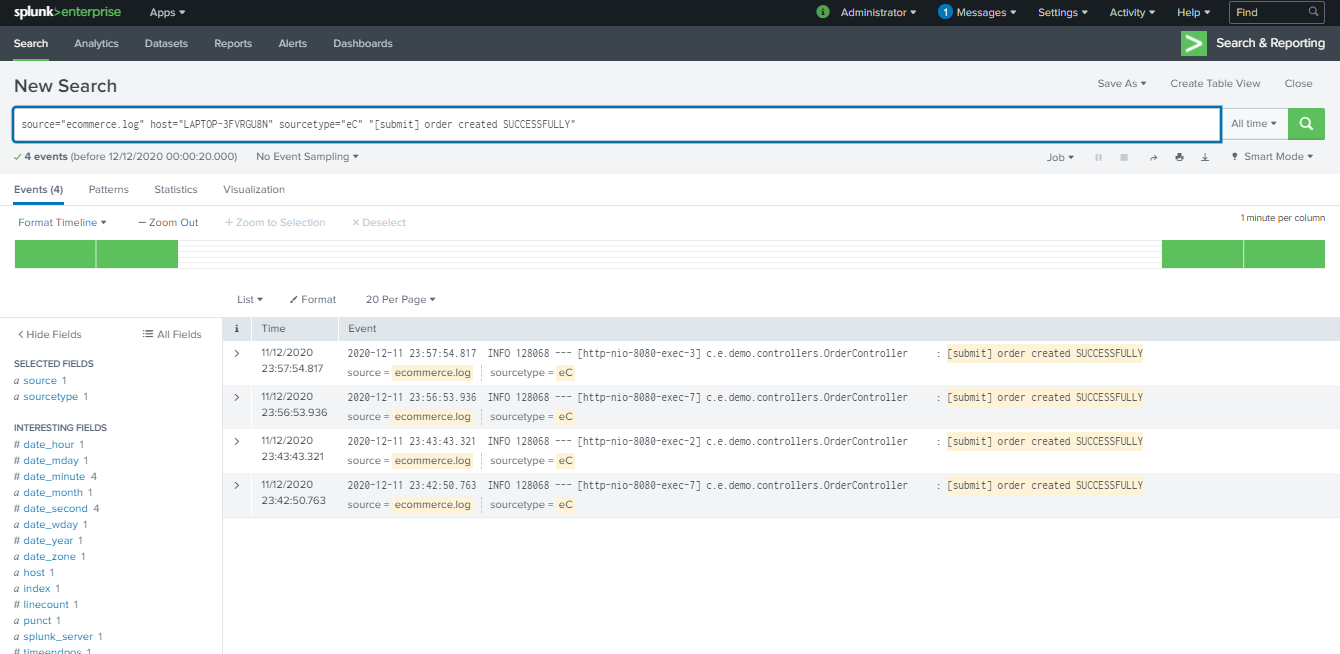 splunk>enterprise Apps ▾ i Administrator ▾ 1 Messages ▾ Settings ▾ Activity ▾ Help ▾ Find
Search Analytics Datasets Reports Alerts Dashboards > Search & Reporting
New Search Save As ▾ Create Table View Close
source="ecommerce.log" host="LAPTOP-3FVRGU8N" sourcetype="eC" "[submit] order created SUCCESSFULLY" All time ▾
✓ 4 events (before 12/12/2020 00:00:20.000) No Event Sampling ▾ Job ▾ Smart Mode ▾
Events (4) Patterns Statistics Visualization
Format Timeline ▾ — Zoom Out + Zoom to Selection × Deselect 1 minute per column
List ▾ Format 20 Per Page ▾
< Hide Fields All Fields
i Time Event
SELECTED FIELDS
a source 1
a sourcetype 1
INTERESTING FIELDS
# date_hour 1
# date_mday 1
# date_minute 4
a date_month 1
# date_second 4
a date_wday 1
# date_year 1
a date_zone 1
a host 1
a index 1
# linecount 1
a punct 1
a splunk_server 1
# timeendpos 1
> 11/12/2020 2020-12-11 23:57:54.817 INFO 128068 --- [http-nio-8080-exec-3] c.e.demo.controllers.OrderController : [submit] order created SUCCESSFULLY
23:57:54.817 source = ecommerce.log sourcetype = eC
> 11/12/2020 2020-12-11 23:56:53.936 INFO 128068 --- [http-nio-8080-exec-7] c.e.demo.controllers.OrderController : [submit] order created SUCCESSFULLY
23:56:53.936 source = ecommerce.log sourcetype = eC
> 11/12/2020 2020-12-11 23:43:43.321 INFO 128068 --- [http-nio-8080-exec-2] c.e.demo.controllers.OrderController : [submit] order created SUCCESSFULLY
23:43:43.321 source = ecommerce.log sourcetype = eC
> 11/12/2020 2020-12-11 23:42:50.763 INFO 128068 --- [http-nio-8080-exec-7] c.e.demo.controllers.OrderController : [submit] order created SUCCESSFULLY
23:42:50.763 source = ecommerce.log sourcetype = eC